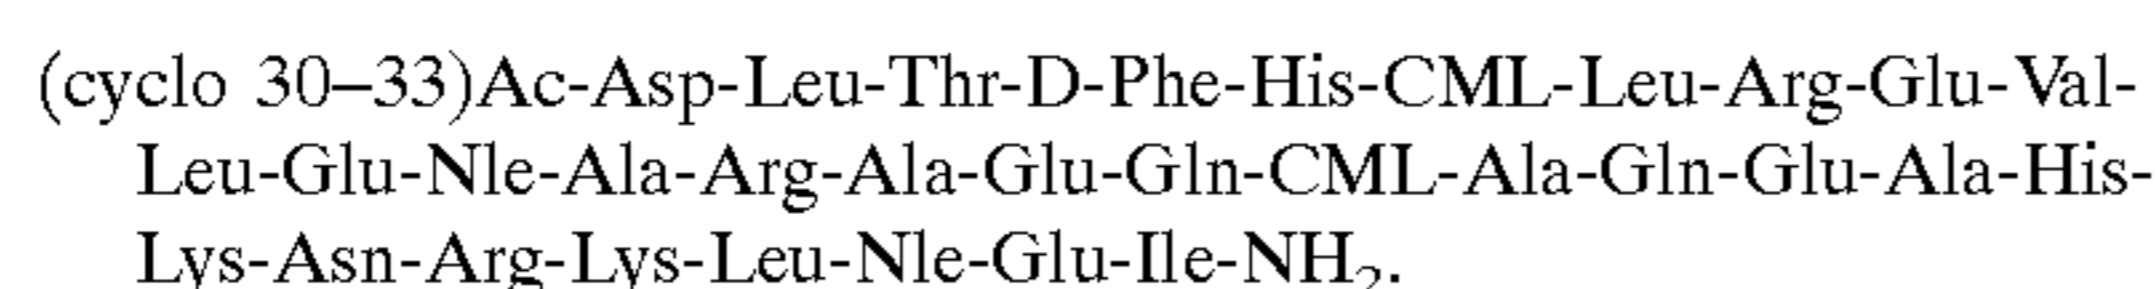 (cyclo 30–33)Ac-Asp-Leu-Thr-D-Phe-His-CML-Leu-Arg-Glu-Val-
Leu-Glu-Nle-Ala-Arg-Ala-Glu-Gln-CML-Ala-Gln-Glu-Ala-His-
Lys-Asn-Arg-Lys-Leu-Nle-Glu-Ile-NH₂.